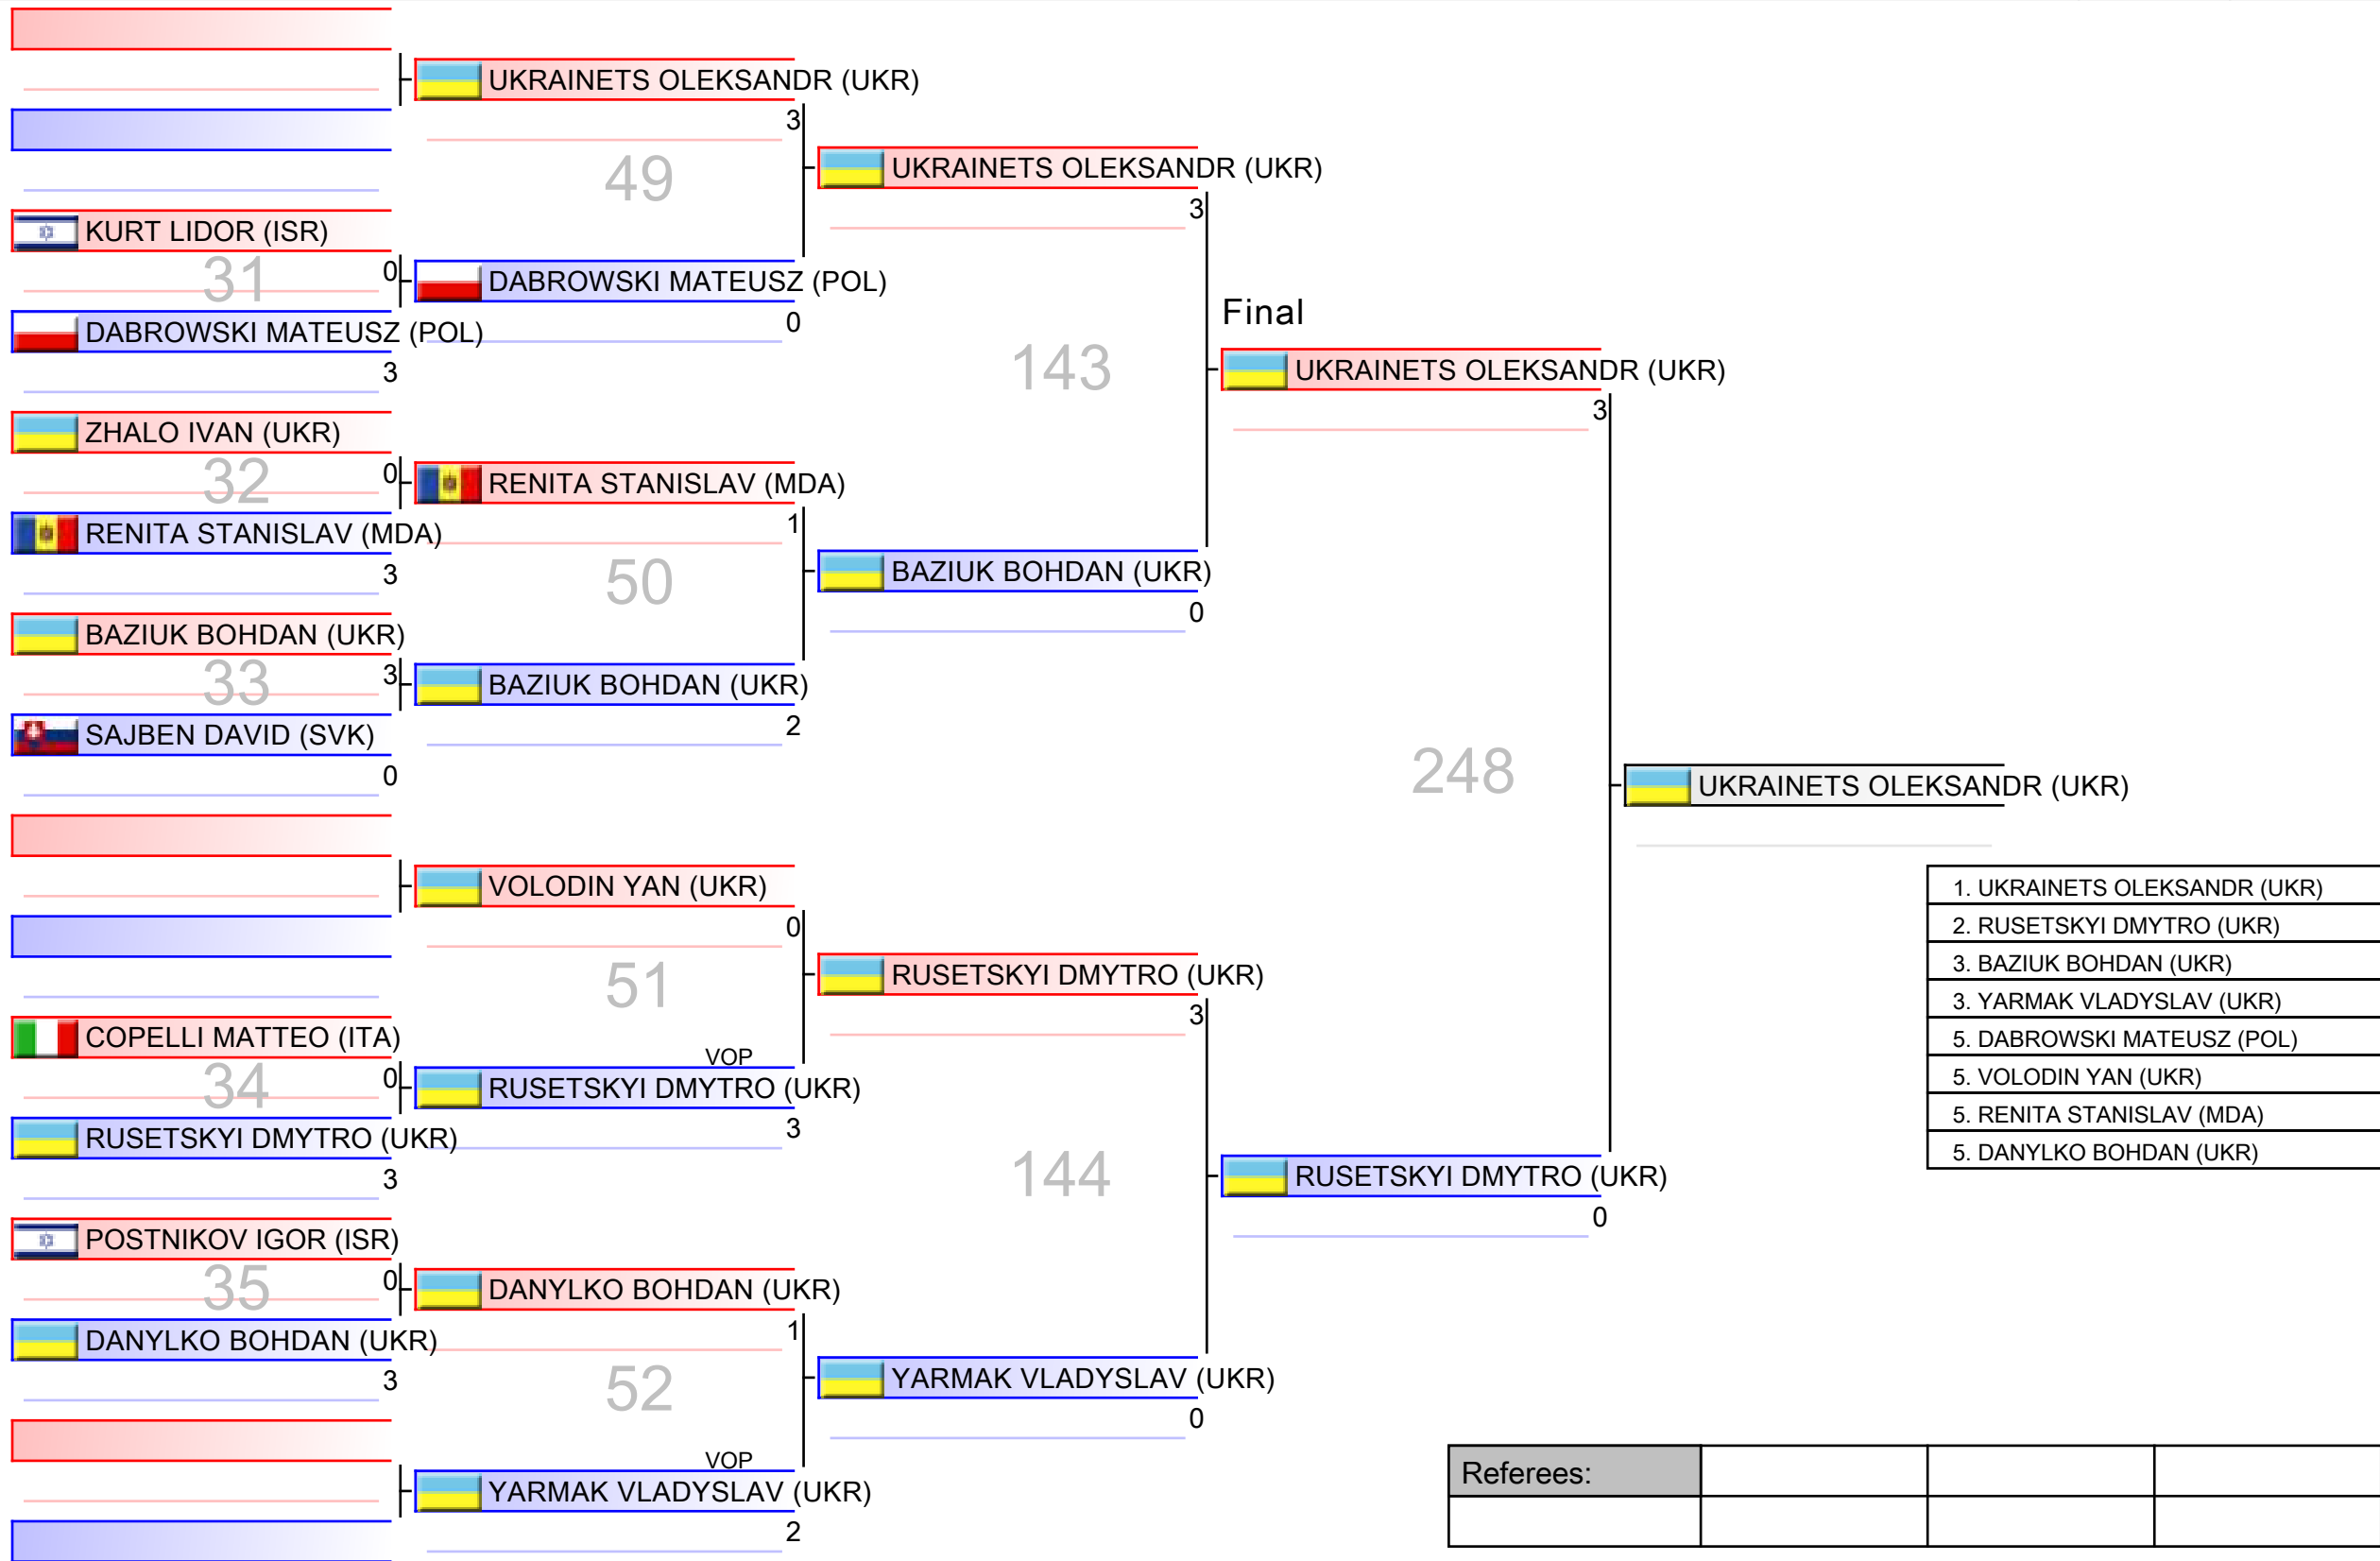 UKRAINETS OLEKSANDR (UKR)
3
49
UKRAINETS OLEKSANDR (UKR)
3
KURT LIDOR (ISR)
31
0
DABROWSKI MATEUSZ (POL)
0
DABROWSKI MATEUSZ (POL)
3
Final
143
UKRAINETS OLEKSANDR (UKR)
3
ZHALO IVAN (UKR)
32
0
RENITA STANISLAV (MDA)
1
RENITA STANISLAV (MDA)
3
50
BAZIUK BOHDAN (UKR)
0
BAZIUK BOHDAN (UKR)
33
3
BAZIUK BOHDAN (UKR)
2
SAJBEN DAVID (SVK)
0
248
UKRAINETS OLEKSANDR (UKR)
VOLODIN YAN (UKR)
0
51
RUSETSKYI DMYTRO (UKR)
3
COPELLI MATTEO (ITA)
34
0
VOP
RUSETSKYI DMYTRO (UKR)
3
RUSETSKYI DMYTRO (UKR)
3
144
RUSETSKYI DMYTRO (UKR)
0
POSTNIKOV IGOR (ISR)
35
0
DANYLKO BOHDAN (UKR)
1
DANYLKO BOHDAN (UKR)
3
52
YARMAK VLADYSLAV (UKR)
0
VOP
YARMAK VLADYSLAV (UKR)
2
1. UKRAINETS OLEKSANDR (UKR)
2. RUSETSKYI DMYTRO (UKR)
3. BAZIUK BOHDAN (UKR)
3. YARMAK VLADYSLAV (UKR)
5. DABROWSKI MATEUSZ (POL)
5. VOLODIN YAN (UKR)
5. RENITA STANISLAV (MDA)
5. DANYLKO BOHDAN (UKR)
Referees: